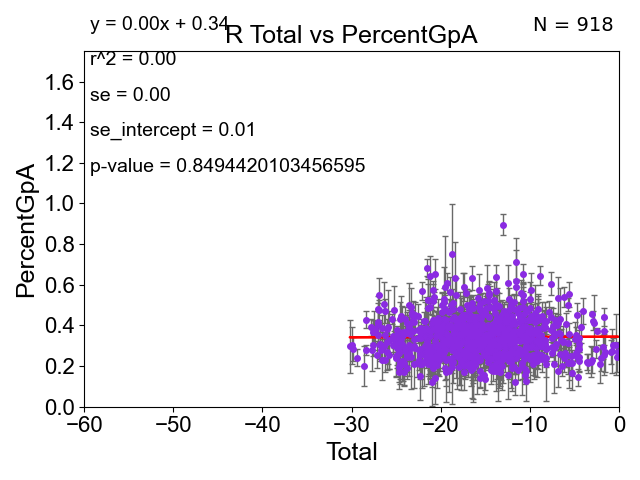 y = 0.00x + 0.34
R Total vs PercentGpA
N = 918
r^2 = 0.00
se = 0.00
se_intercept = 0.01
p-value = 0.8494420103456595
PercentGpA
1.6
1.4
1.2
1.0
0.8
0.6
0.4
0.2
0.0
−60 −50 −40 −30 −20 −10 0
Total